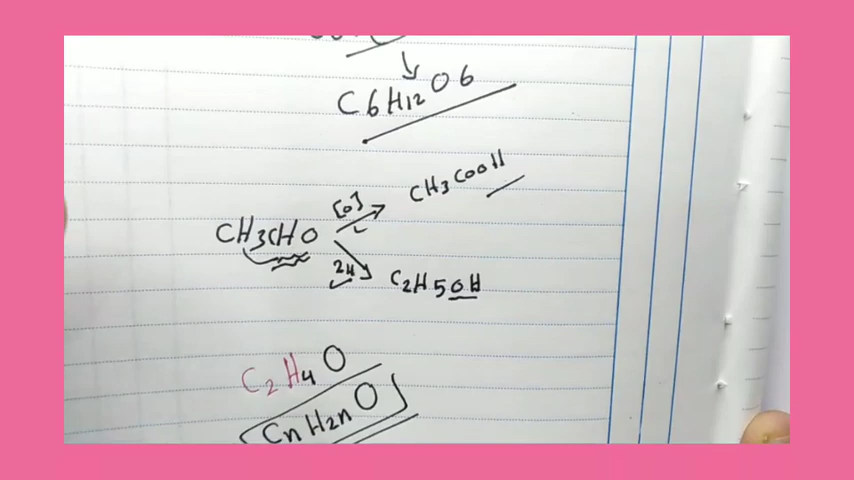 C6H12O6
[O] CH3COOH
CH3CHO
2H C2H5OH
C2H4O
CnH2nO